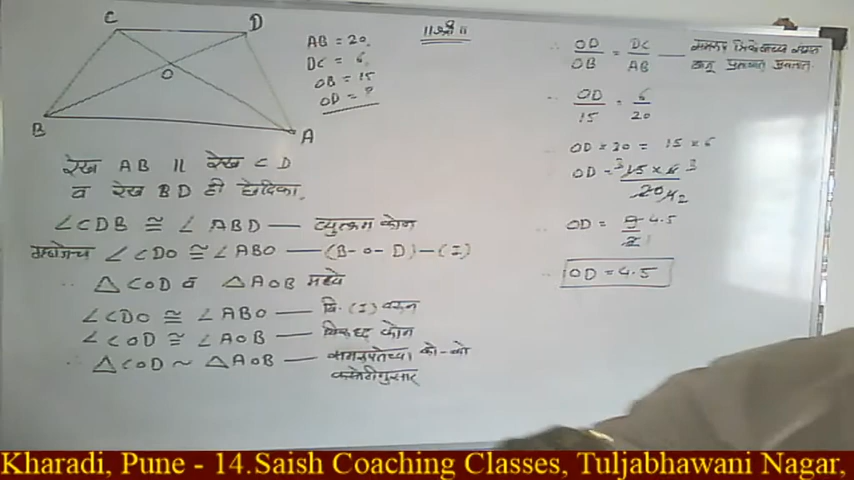 ॥ श्री ॥
C D
O
B A
AB = 20
DC = 6
OB = 15
OD = ?
रेख AB || रेख CD
व रेख BD ही छेदिका.
∠CDB ≅ ∠ABD — व्युत्क्रम कोन
म्हणजेच ∠CDO ≅ ∠ABO — (B-O-D) — (I)
∴ △COD व △AOB मध्ये
∠CDO ≅ ∠ABO — वि. (I) वरून
∠COD ≅ ∠AOB — विरुद्ध कोन
∴ △COD ~ △AOB — समरूपतेच्या को-को
कसोटीनुसार
∴ OD/OB = DC/AB — समरूप त्रिकोणाच्या संगत
बाजू प्रमाणात असतात.
∴ OD/15 = 6/20
OD × 20 = 15 × 6
OD = 15 × 6 / 20
∴ OD = 9/2 4.5
∴ OD = 4.5
Kharadi, Pune - 14.Saish Coaching Classes, Tuljabhawani Nagar,